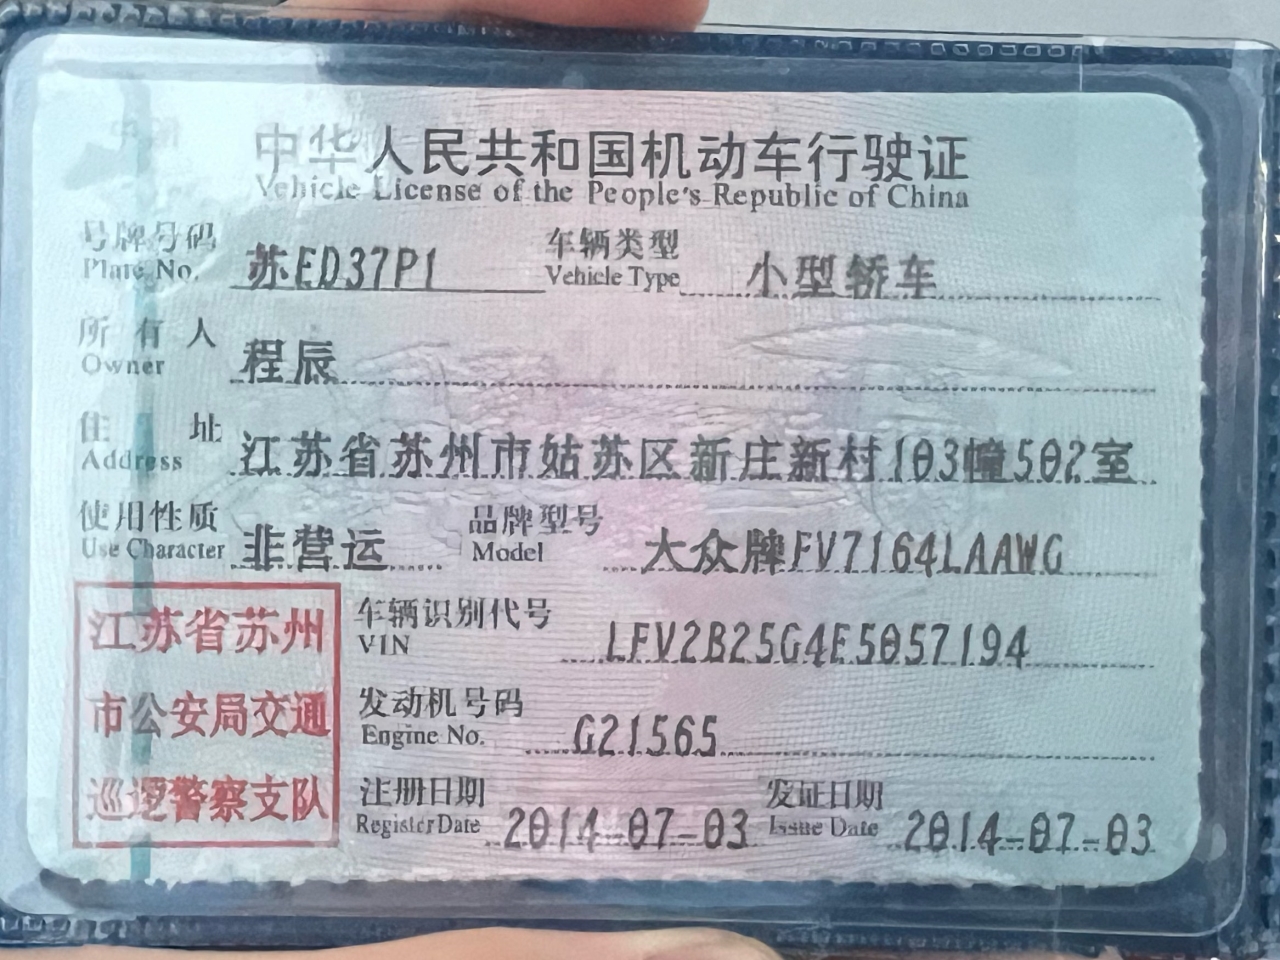 中华人民共和国机动车行驶证
Vehicle License of the People's Republic of China
号牌号码 苏ED37P1 车辆类型 小型轿车
Plate No. Vehicle Type
所有人 程辰
Owner
住址 江苏省苏州市姑苏区新庄新村103幢502室
Address
使用性质 非营运 品牌型号 大众牌FV7164LAAWG
Use Character Model
江苏省苏州
市公安局交通
巡逻警察支队
车辆识别代号 LFV2B25G4E5057194
VIN
发动机号码 G21565
Engine No.
注册日期 2014-07-03 发证日期 2014-07-03
Register Date Issue Date